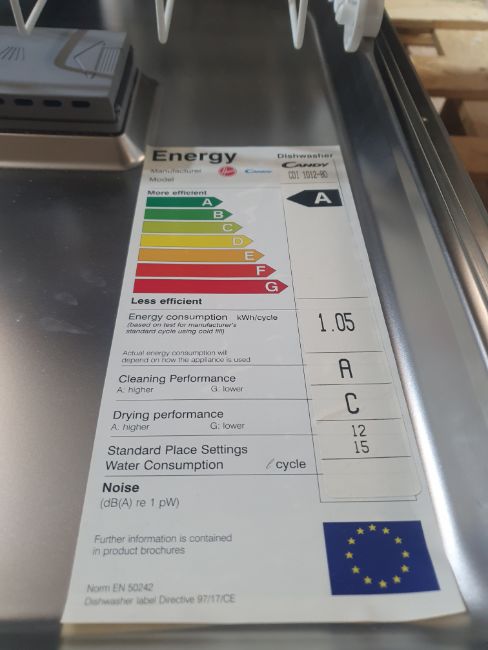 Energy
Dishwasher
Manufacturer Hoover Candy CANDY
Model CDI 1012-80
More efficient
A A
B
C
D
E
F
G
Less efficient
Energy consumption kWh/cycle 1.05
(based on test for manufacturer's
standard cycle using cold fill)
Actual energy consumption will
depend on how the appliance is used
Cleaning Performance A
A: higher G: lower
Drying performance C
A: higher G: lower
Standard Place Settings 12
Water Consumption ℓ cycle 15
Noise
(dB(A) re 1 pW)
Further information is contained
in product brochures
Norm EN 50242
Dishwasher label Directive 97/17/CE